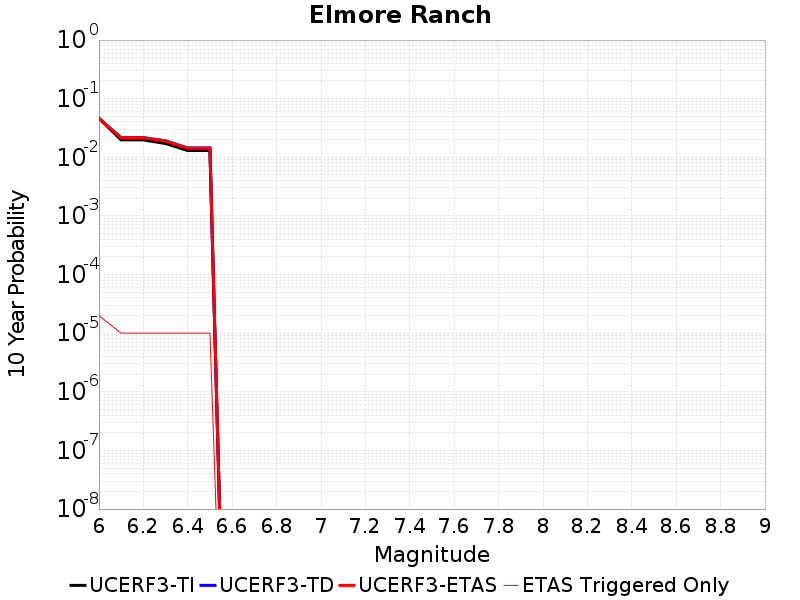 Elmore Ranch
10^0
10^-1
10^-2
10^-3
10^-4
10^-5
10^-6
10^-7
10^-8
10 Year Probability
6 6.2 6.4 6.6 6.8 7 7.2 7.4 7.6 7.8 8 8.2 8.4 8.6 8.8 9
Magnitude
UCERF3-TI UCERF3-TD UCERF3-ETAS ETAS Triggered Only